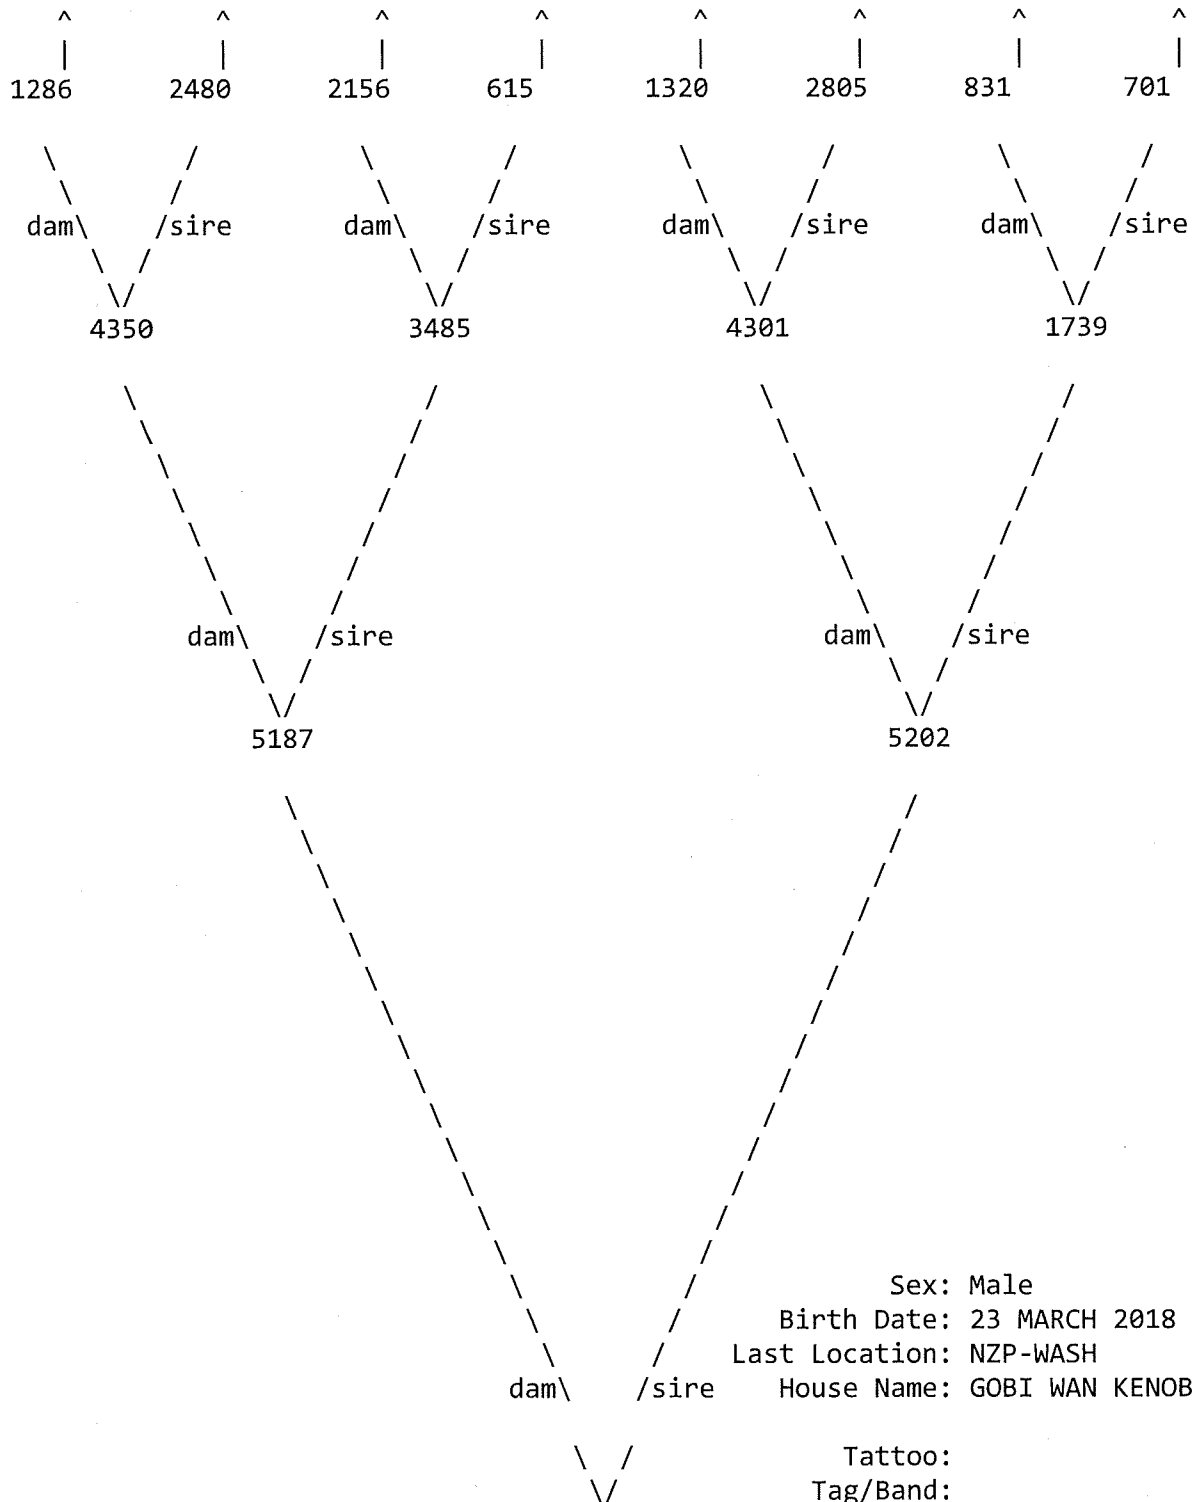 ^ ^ ^ ^ ^ ^ ^ ^
| | | | | | | |
1286 2480 2156 615 1320 2805 831 701
\ / \ / \ / \ /
\ / \ / \ / \ /
dam\ /sire dam\ /sire dam\ /sire dam\ /sire
\ / \ / \ / \ /
\/ \/ \/ \/
4350 3485 4301 1739
\ / \ /
\ / \ /
\ / \ /
\ / \ /
\ / \ /
\ / \ /
\ / \ /
dam\ /sire dam\ /sire
\ / \ /
\/ \/
5187 5202
\ /
\ /
\ /
\ /
\ /
\ /
\ /
\ /
\ /
\ /
\ /
\ /
\ /
\ /
\ / Sex: Male
\ / Birth Date: 23 MARCH 2018
\ / Last Location: NZP-WASH
dam\ /sire House Name: GOBI WAN KENOB
\ / Tattoo:
\/ Tag/Band: